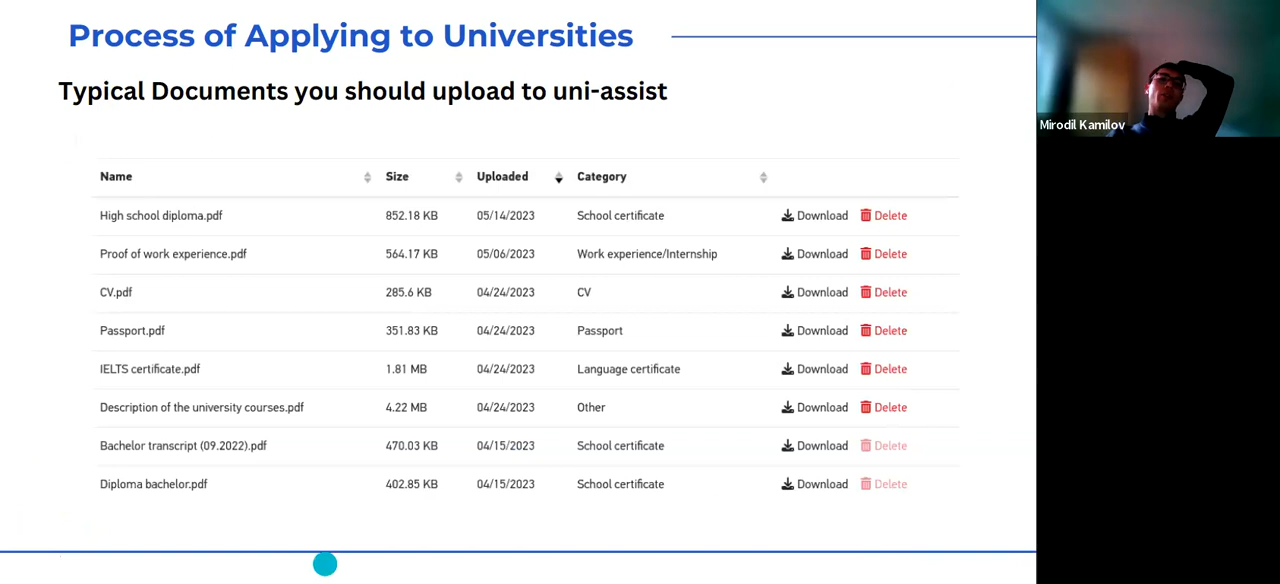 Process of Applying to Universities
Typical Documents you should upload to uni-assist
Mirodil Kamilov
Name Size Uploaded Category
High school diploma.pdf 852.18 KB 05/14/2023 School certificate Download Delete
Proof of work experience.pdf 564.17 KB 05/06/2023 Work experience/Internship Download Delete
CV.pdf 285.6 KB 04/24/2023 CV Download Delete
Passport.pdf 351.83 KB 04/24/2023 Passport Download Delete
IELTS certificate.pdf 1.81 MB 04/24/2023 Language certificate Download Delete
Description of the university courses.pdf 4.22 MB 04/24/2023 Other Download Delete
Bachelor transcript (09.2022).pdf 470.03 KB 04/15/2023 School certificate Download Delete
Diploma bachelor.pdf 402.85 KB 04/15/2023 School certificate Download Delete